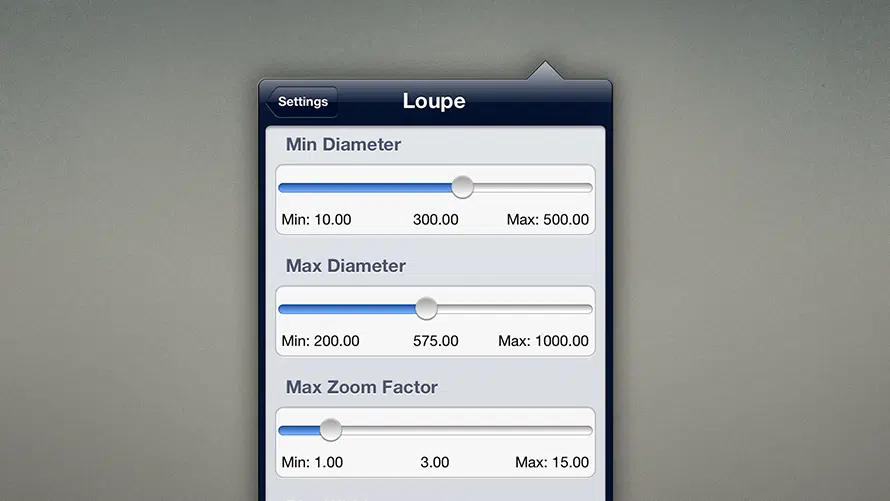 Settings
Loupe
Min Diameter
Min: 10.00 300.00 Max: 500.00
Max Diameter
Min: 200.00 575.00 Max: 1000.00
Max Zoom Factor
Min: 1.00 3.00 Max: 15.00